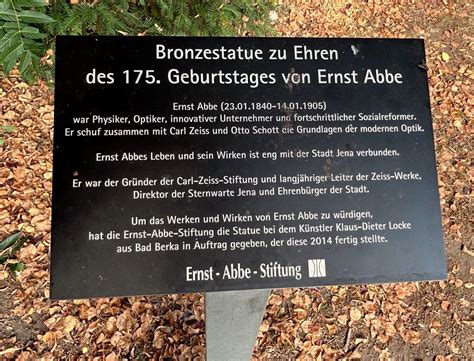 Bronzestatue zu Ehren
des 175. Geburtstages von Ernst Abbe
Ernst Abbe (23.01.1840-14.01.1905)
war Physiker, Optiker, innovativer Unternehmer und fortschrittlicher Sozialreformer.
Er schuf zusammen mit Carl Zeiss und Otto Schott die Grundlagen der modernen Optik.
Ernst Abbes Leben und sein Wirken ist eng mit der Stadt Jena verbunden.
Er war der Gründer der Carl-Zeiss-Stiftung und langjähriger Leiter der Zeiss-Werke,
Direktor der Sternwarte Jena und Ehrenbürger der Stadt.
Um das Werken und Wirken von Ernst Abbe zu würdigen,
hat die Ernst-Abbe-Stiftung die Statue bei dem Künstler Klaus-Dieter Locke
aus Bad Berka in Auftrag gegeben, der diese 2014 fertig stellte.
Ernst - Abbe - Stiftung